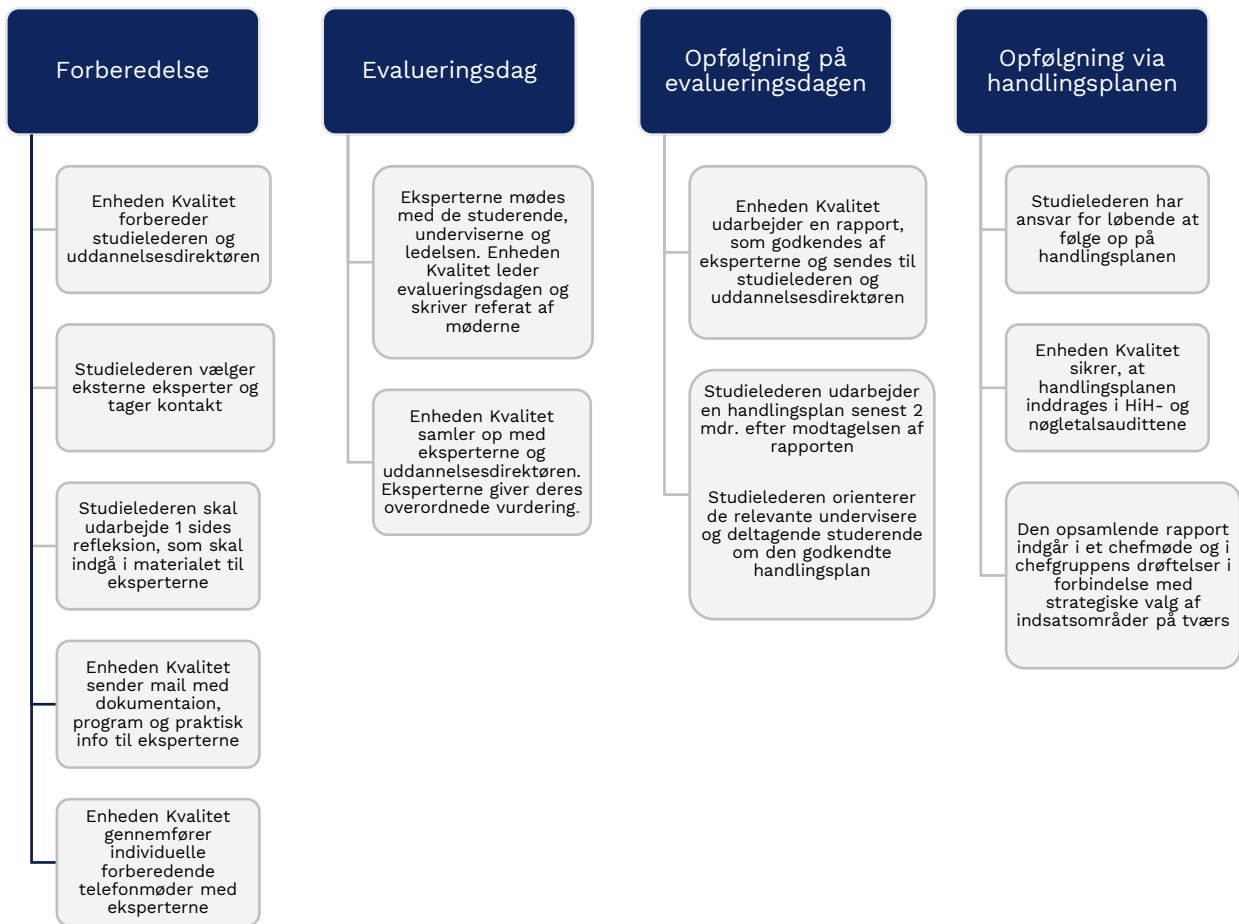 Forberedelse
Enheden Kvalitet
forbereder
studielederen og
uddannelsesdirektøren
Studielederen vælger
eksterne eksperter og
tager kontakt
Studielederen skal
udarbejde 1 sides
refleksion, som skal
indgå i materialet til
eksperterne
Enheden Kvalitet
sender mail med
dokumentaion,
program og praktisk
info til eksperterne
Enheden Kvalitet
gennemfører
individuelle
forberedende
telefonmøder med
eksperterne
Evalueringsdag
Eksperterne mødes
med de studerende,
underviserne og
ledelsen. Enheden
Kvalitet leder
evalueringsdagen og
skriver referat af
møderne
Enheden Kvalitet
samler op med
eksperterne og
uddannelsesdirektøren.
Eksperterne giver deres
overordnede vurdering.
Opfølgning på
evalueringsdagen
Enheden Kvalitet
udarbejder en rapport,
som godkendes af
eksperterne og sendes til
studielederen og
uddannelsesdirektøren
Studielederen udarbejder
en handlingsplan senest 2
mdr. efter modtagelsen af
rapporten
Studielederen orienterer
de relevante undervisere
og deltagende studerende
om den godkendte
handlingsplan
Opfølgning via
handlingsplanen
Studielederen har
ansvar for løbende at
følge op på
handlingsplanen
Enheden Kvalitet
sikrer, at
handlingsplanen
inddrages i HiH- og
nøgletalsaudittene
Den opsamlende rapport
indgår i et chefmøde og i
chefgruppens drøftelser i
forbindelse med
strategiske valg af
indsatsområder på tværs